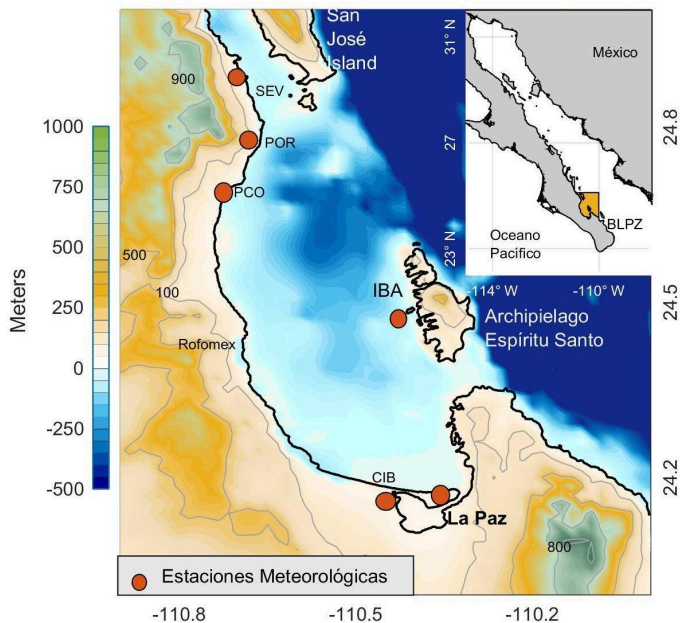 San
José
Island
900
SEV
POR
PCO
500
100
Rofomex
IBA
Archipielago
Espíritu Santo
CIB
La Paz
800
Estaciones Meteorológicas
Meters
1000
750
500
250
0
-250
-500
-110.8
-110.5
-110.2
24.8
24.5
24.2
31° N
27
23° N
México
BLPZ
Oceano
Pacífico
-114° W
-110° W